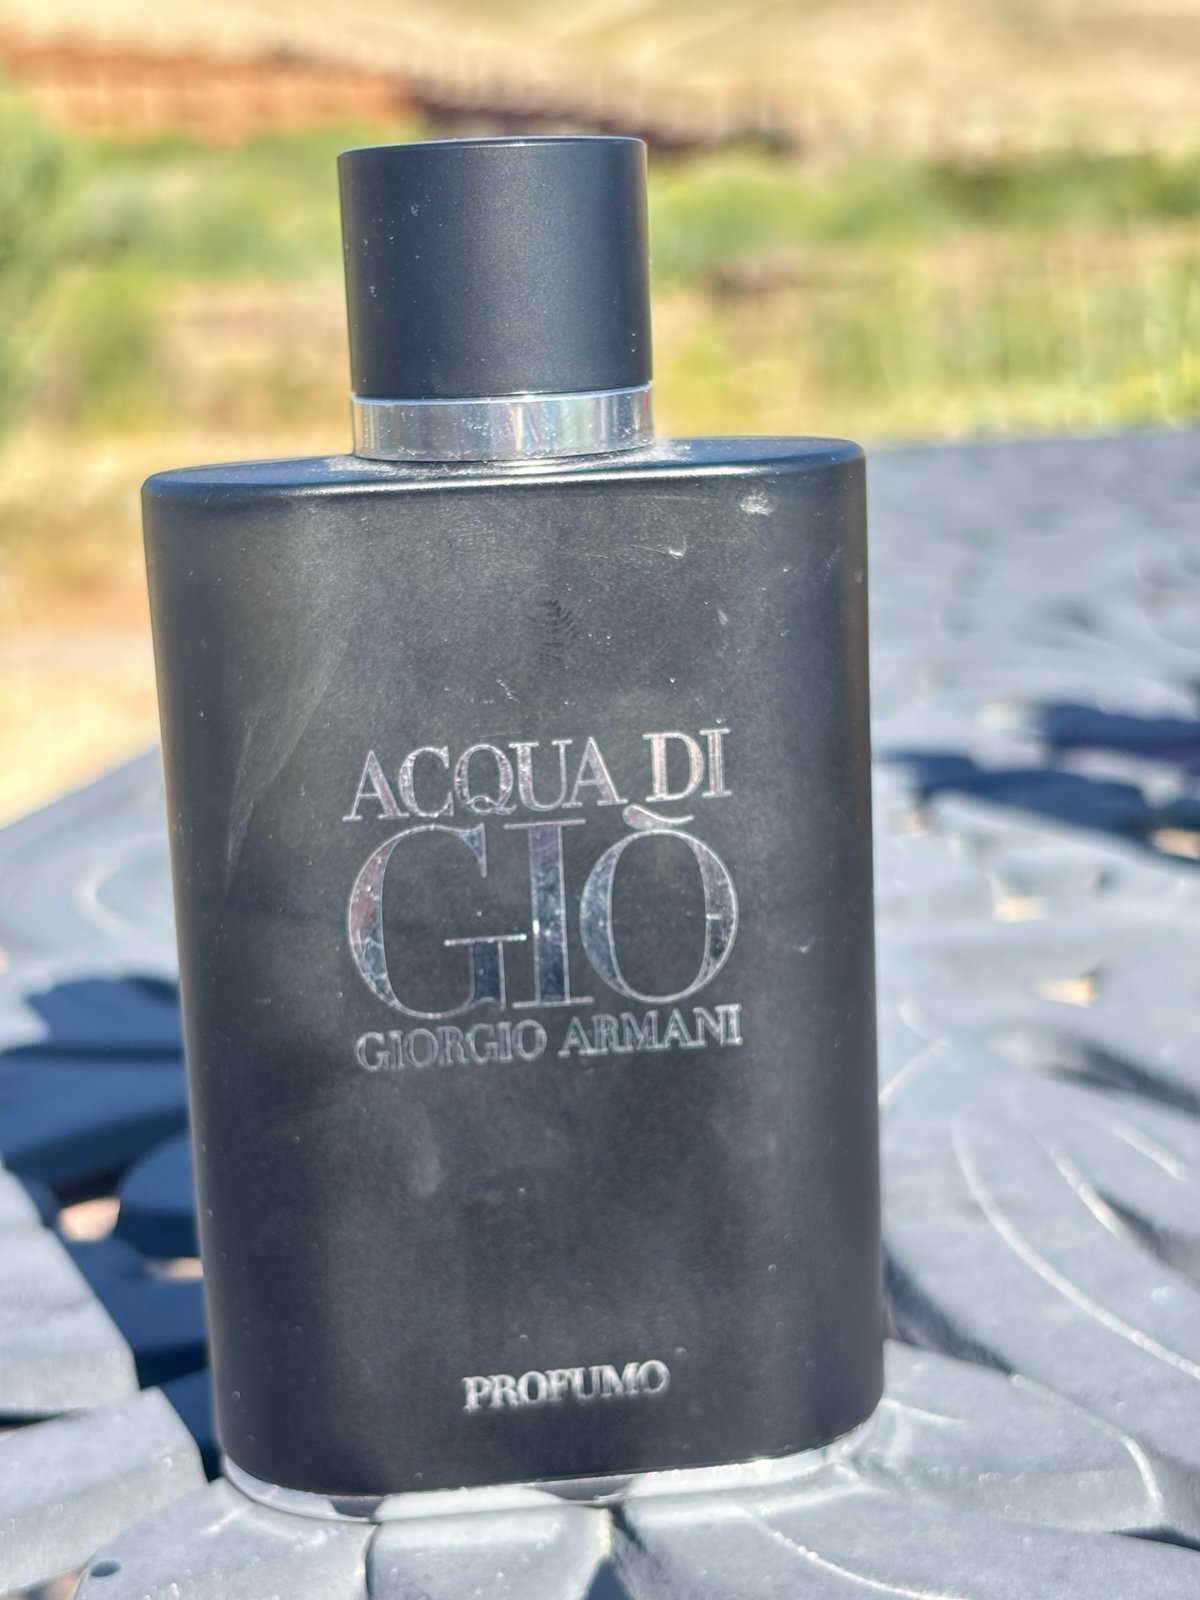 ACQUA DI
GIÒ
GIORGIO ARMANI
PROFUMO